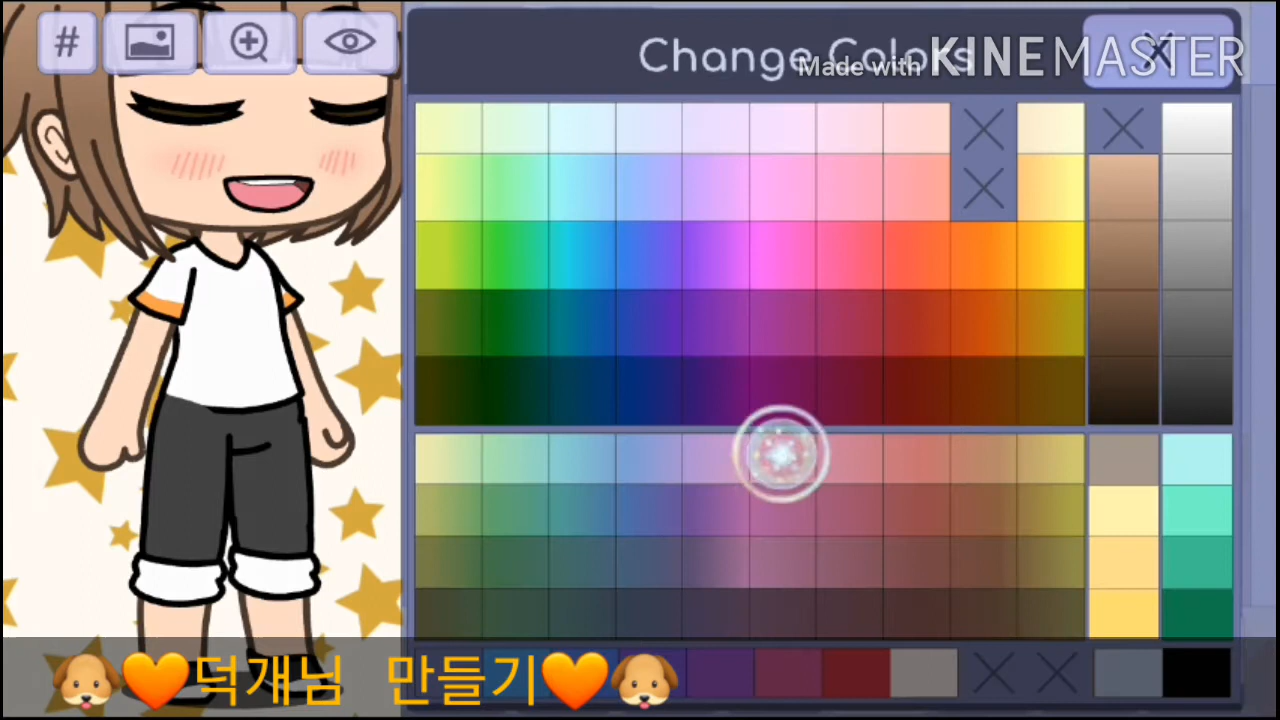 #
Change Colors
Made with KINEMASTER
🐶🧡덕개님 만들기🧡🐶